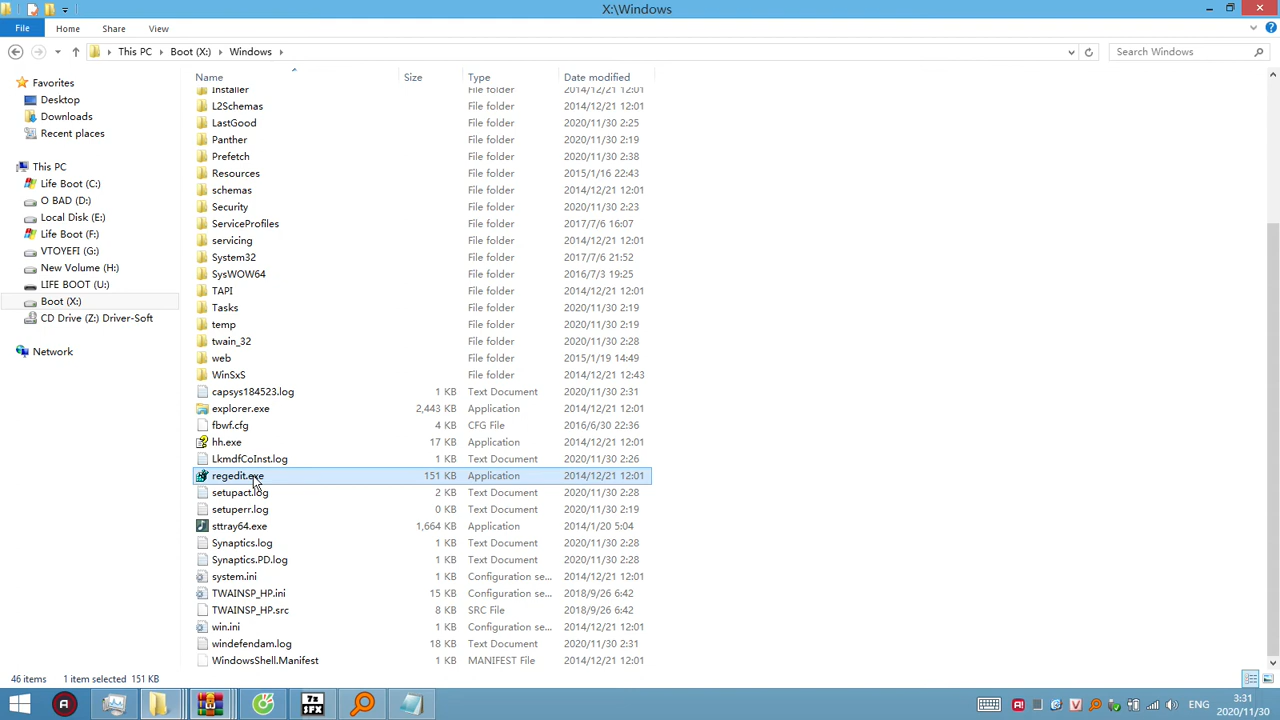 X:\Windows
File Home Share View
This PC Boot (X:) Windows Search Windows
Name Size Type Date modified
Favorites
Desktop
Downloads
Recent places
This PC
Life Boot (C:)
O BAD (D:)
Local Disk (E:)
Life Boot (F:)
VTOYEFI (G:)
New Volume (H:)
LIFE BOOT (U:)
Boot (X:)
CD Drive (Z:) Driver-Soft
Network
Installer File folder 2014/12/21 12:01
L2Schemas File folder 2014/12/21 12:01
LastGood File folder 2020/11/30 2:25
Panther File folder 2020/11/30 2:19
Prefetch File folder 2020/11/30 2:38
Resources File folder 2015/1/16 22:43
schemas File folder 2014/12/21 12:01
Security File folder 2020/11/30 2:23
ServiceProfiles File folder 2017/7/6 16:07
servicing File folder 2014/12/21 12:01
System32 File folder 2017/7/6 21:52
SysWOW64 File folder 2016/7/3 19:25
TAPI File folder 2014/12/21 12:01
Tasks File folder 2020/11/30 2:19
temp File folder 2020/11/30 2:19
twain_32 File folder 2020/11/30 2:28
web File folder 2015/1/19 14:49
WinSxS File folder 2014/12/21 12:43
capsys184523.log 1 KB Text Document 2020/11/30 2:31
explorer.exe 2,443 KB Application 2014/12/21 12:01
fbwf.cfg 4 KB CFG File 2016/6/30 22:36
hh.exe 17 KB Application 2014/12/21 12:01
LkmdfCoInst.log 1 KB Text Document 2020/11/30 2:26
regedit.exe 151 KB Application 2014/12/21 12:01
setupact.log 2 KB Text Document 2020/11/30 2:28
setuperr.log 0 KB Text Document 2020/11/30 2:19
sttray64.exe 1,664 KB Application 2014/1/20 5:04
Synaptics.log 1 KB Text Document 2020/11/30 2:28
Synaptics.PD.log 1 KB Text Document 2020/11/30 2:28
system.ini 1 KB Configuration se... 2014/12/21 12:01
TWAINSP_HP.ini 15 KB Configuration se... 2018/9/26 6:42
TWAINSP_HP.src 8 KB SRC File 2018/9/26 6:42
win.ini 1 KB Configuration se... 2014/12/21 12:01
windefendam.log 18 KB Text Document 2020/11/30 2:31
WindowsShell.Manifest 1 KB MANIFEST File 2014/12/21 12:01
46 items 1 item selected 151 KB
7z
SFX
ENG
3:31
2020/11/30